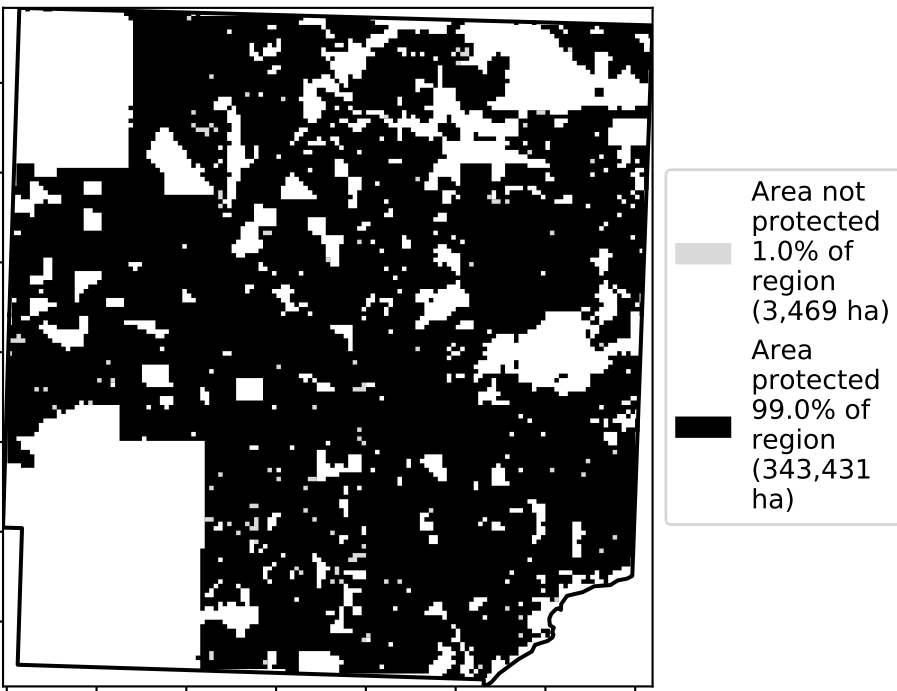 Area not
protected
1.0% of
region
(3,469 ha)
Area
protected
99.0% of
region
(343,431
ha)